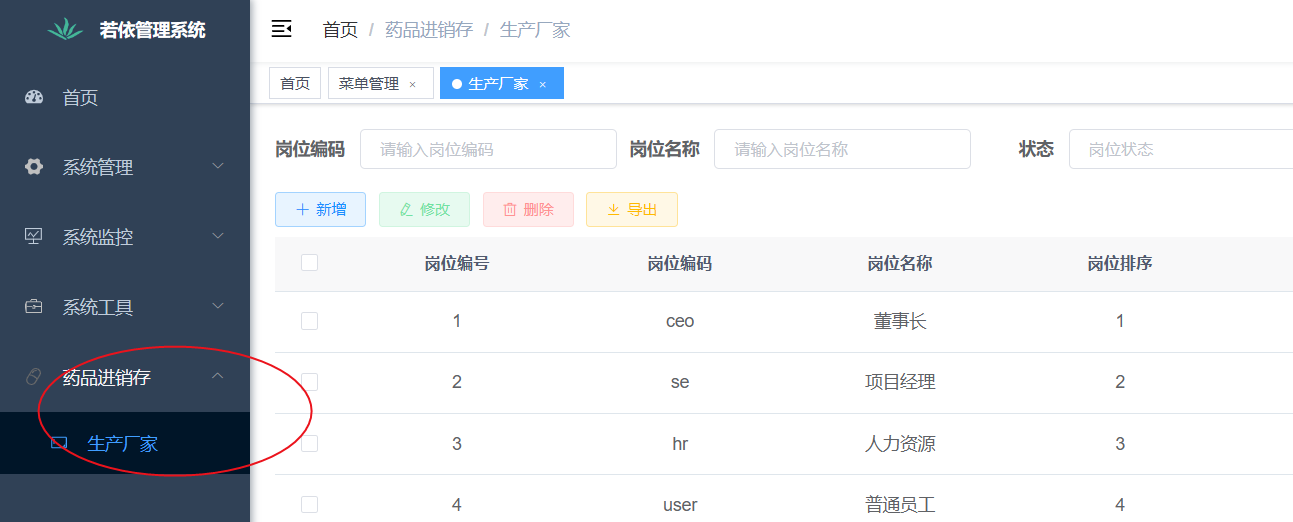 若依管理系统
首页
系统管理
系统监控
系统工具
药品进销存
生产厂家
首页 / 药品进销存 / 生产厂家
首页 菜单管理 × 生产厂家 ×
岗位编码 请输入岗位编码 岗位名称 请输入岗位名称 状态 岗位状态
新增 修改 删除 导出
岗位编号 岗位编码 岗位名称 岗位排序
1 ceo 董事长 1
2 se 项目经理 2
3 hr 人力资源 3
4 user 普通员工 4